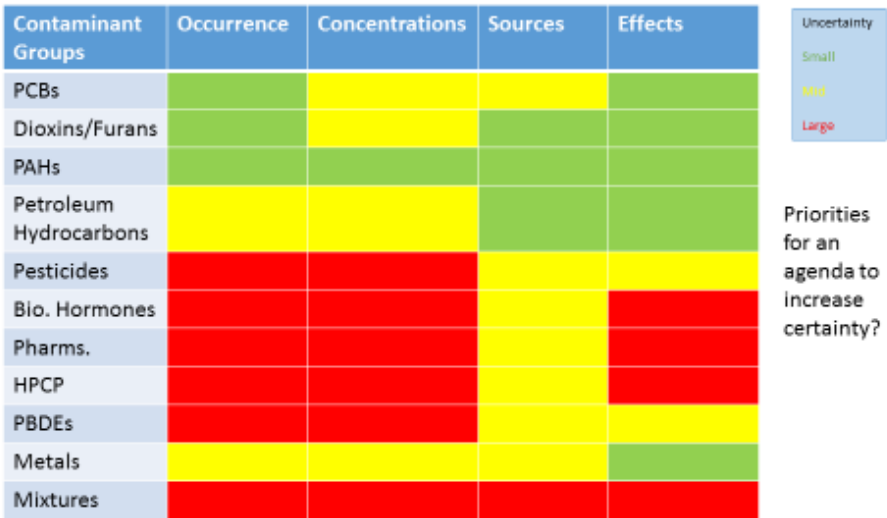 Contaminant
Groups
Occurrence
Concentrations
Sources
Effects
PCBs
Dioxins/Furans
PAHs
Petroleum
Hydrocarbons
Pesticides
Bio. Hormones
Pharms.
HPCP
PBDEs
Metals
Mixtures
Uncertainty
Small
Mid
Large
Priorities
for an
agenda to
increase
certainty?